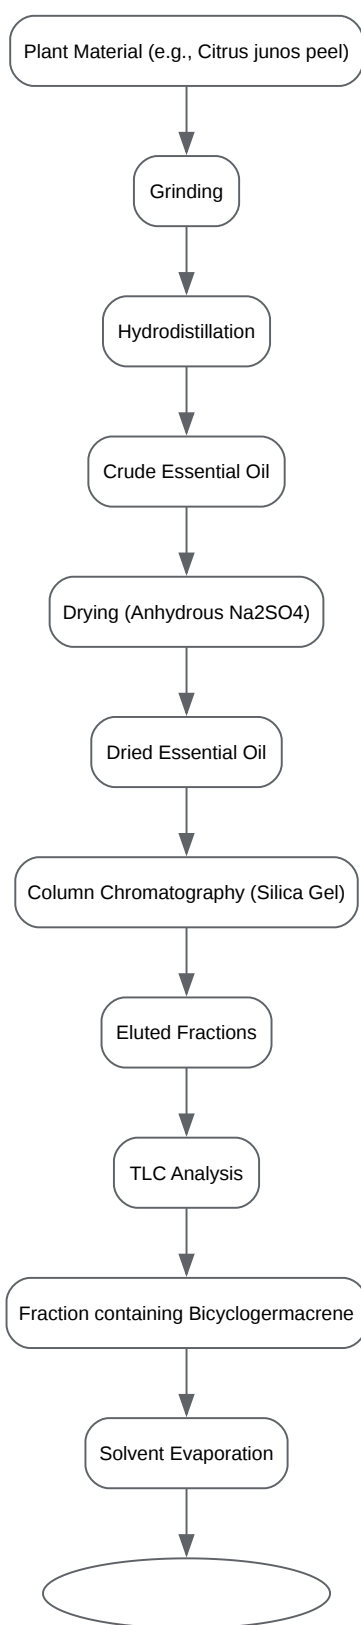 Plant Material (e.g., Citrus junos peel)
Grinding
Hydrodistillation
Crude Essential Oil
Drying (Anhydrous Na2SO4)
Dried Essential Oil
Column Chromatography (Silica Gel)
Eluted Fractions
TLC Analysis
Fraction containing Bicyclogermacrene
Solvent Evaporation